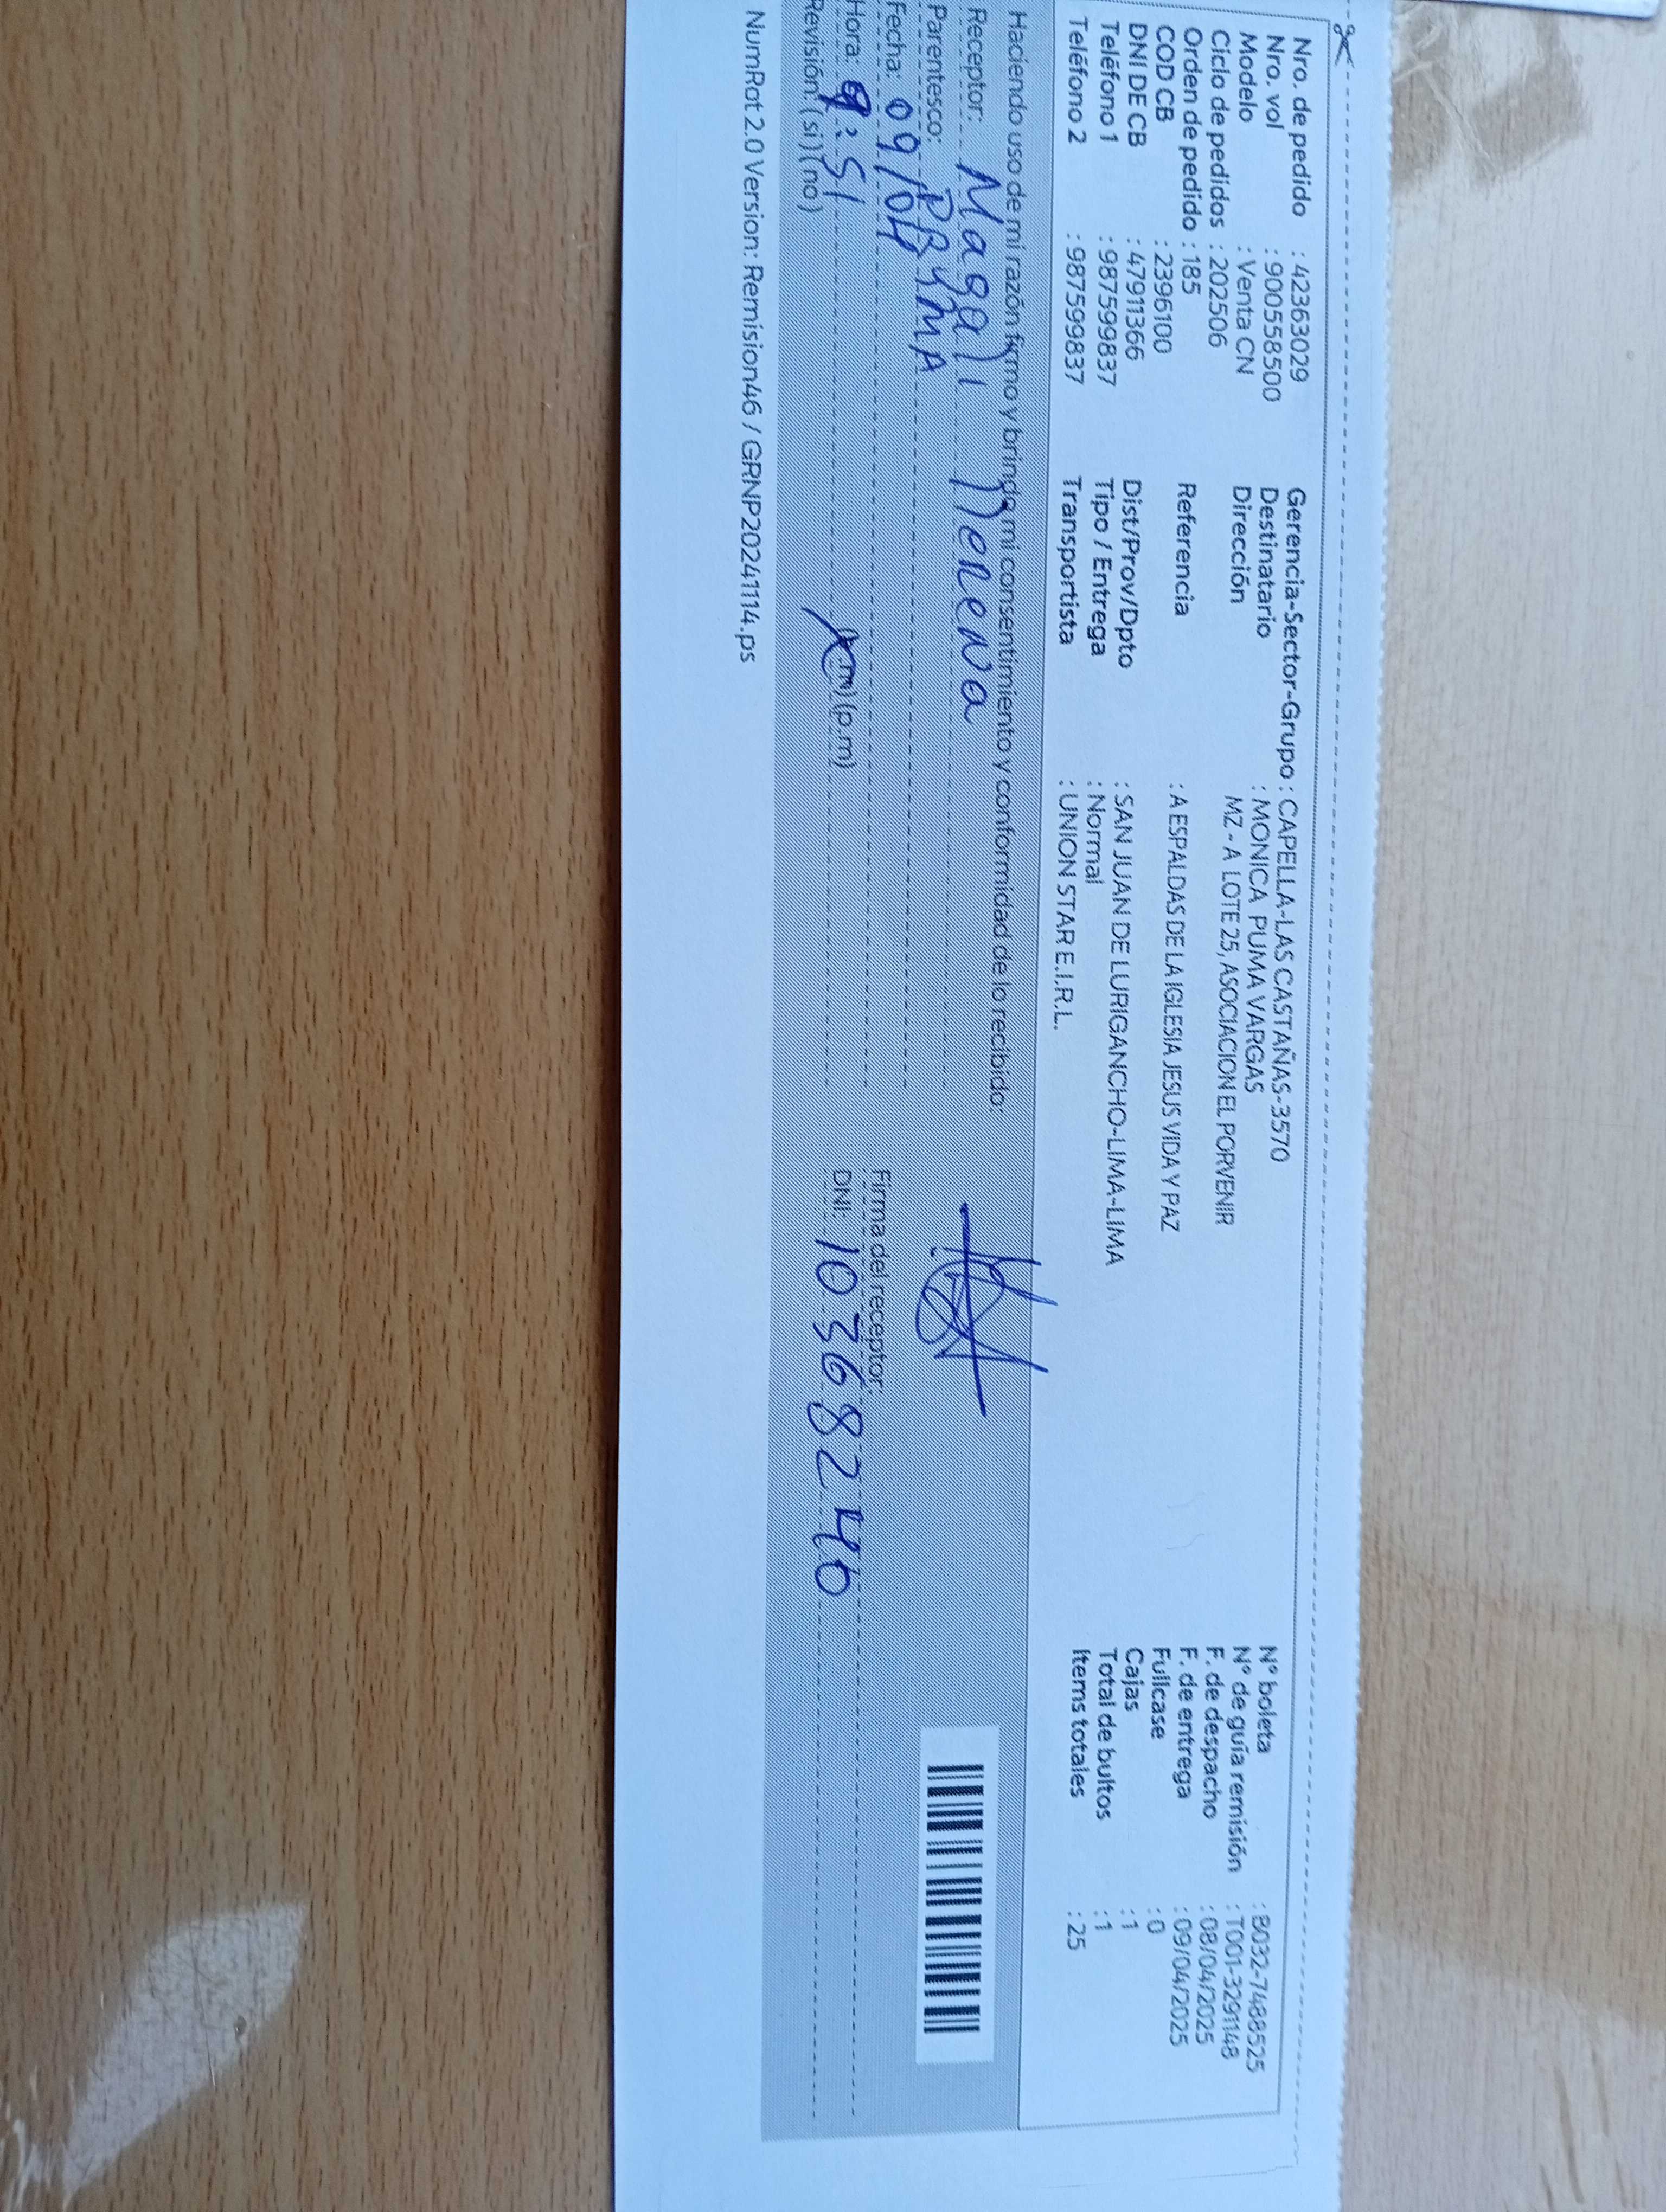 Nro. de pedido : 42363029
Nro. vol : 9005585​00
Modelo : Venta CN
Ciclo de pedidos : 202506
Orden de pedido : 185
COD CB : 2396100
DNI DE CB : 47911366
Teléfono 1 : 987599837
Teléfono 2 : 987599837
Gerencia-Sector-Grupo : CAPELLA-LAS CASTAÑAS-3570
Destinatario : MONICA PUMA VARGAS
Dirección MZ - A LOTE 25, ASOCIACION EL PORVENIR
Referencia : A ESPALDAS DE LA IGLESIA JESUS VIDA Y PAZ
Dist/Prov/Dpto : SAN JUAN DE LURIGANCHO-LIMA-LIMA
Tipo / Entrega : Normal
Transportista : UNION STAR E.I.R.L.
N° boleta : B032-7488525
N° de guía remisión : T001-3291148
F. de despacho : 08/04/2025
F. de entrega : 09/04/2025
Fullcase : 0
Cajas : 1
Total de bultos : 1
Items totales : 25
Haciendo uso de mi razón firmo y brindo mi consentimiento y conformidad de lo recibido:
Receptor: Magali
Parentesco:
Fecha: 09/04
Hora: 9:51 (a.m) (p.m)
Revisión: (si) (no)
Firma del receptor:
DNI: 10368246
NumRot 2.0 Version: Remision46 / GRNP20241114.ps